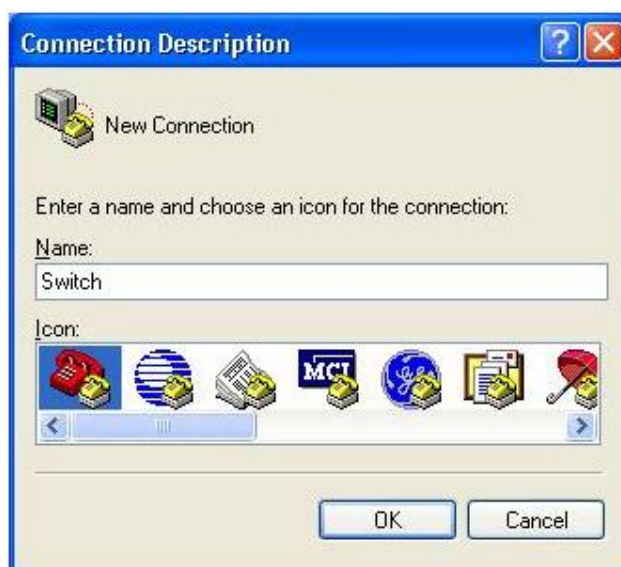 Connection Description
New Connection
Enter a name and choose an icon for the connection:
Name:
Switch
Icon:
MCI
OK Cancel